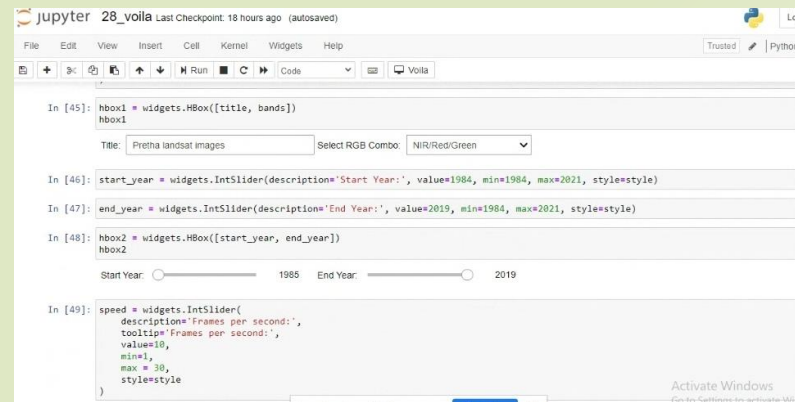 jupyter 28_voila Last Checkpoint: 18 hours ago (autosaved)
File Edit View Insert Cell Kernel Widgets Help
Trusted
Run Code Voila
In [45]: hbox1 = widgets.HBox([title, bands])
hbox1
Title: Pretha landsat images Select RGB Combo: NIR/Red/Green
In [46]: start_year = widgets.IntSlider(description='Start Year:', value=1984, min=1984, max=2021, style=style)
In [47]: end_year = widgets.IntSlider(description='End Year:', value=2019, min=1984, max=2021, style=style)
In [48]: hbox2 = widgets.HBox([start_year, end_year])
hbox2
Start Year: 1985 End Year: 2019
In [49]: speed = widgets.IntSlider(
description='Frames per second:',
tooltip='Frames per second:',
value=10,
min=1,
max = 30,
style=style
)
Activate Windows
Go to Settings to activate